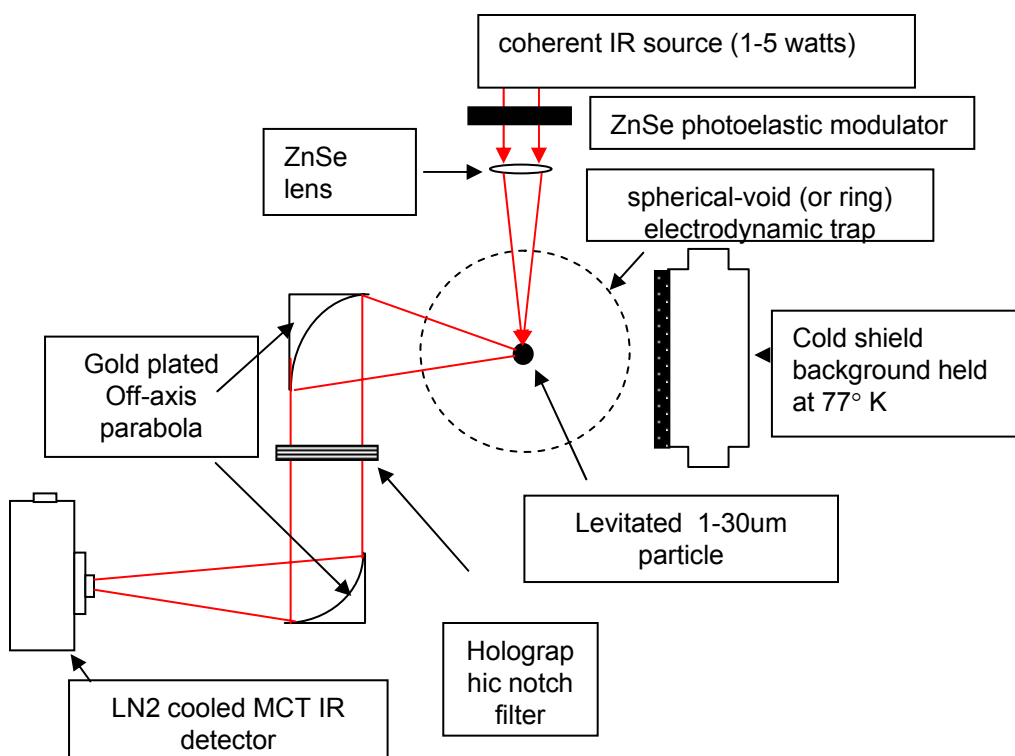 coherent IR source (1-5 watts)
ZnSe photoelastic modulator
ZnSe
lens
spherical-void (or ring)
electrodynamic trap
Gold plated
Off-axis
parabola
Cold shield
background held
at 77° K
Levitated 1-30um
particle
Holograp
hic notch
filter
LN2 cooled MCT IR
detector